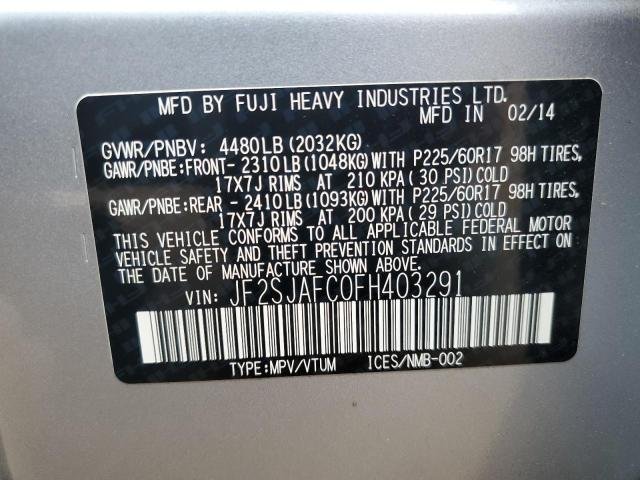 MFD BY FUJI HEAVY INDUSTRIES LTD.
MFD IN 02/14
GVWR/PNBV: 4480LB(2032KG)
GAWR/PNBE:FRONT- 2310LB(1048KG)WITH P225/60R17 98H TIRES,
17X7J RIMS AT 210 KPA( 30 PSI)COLD
GAWR/PNBE:REAR - 2410LB(1093KG)WITH P225/60R17 98H TIRES,
17X7J RIMS AT 200 KPA( 29 PSI)COLD
THIS VEHICLE CONFORMS TO ALL APPLICABLE FEDERAL MOTOR
VEHICLE SAFETY AND THEFT PREVENTION STANDARDS IN EFFECT ON
THE DATE OF MANUFACTURE SHOWN ABOVE.
VIN: JF2SJAFC0FH403291
TYPE:MPV/VTUM ICES/NMB-002